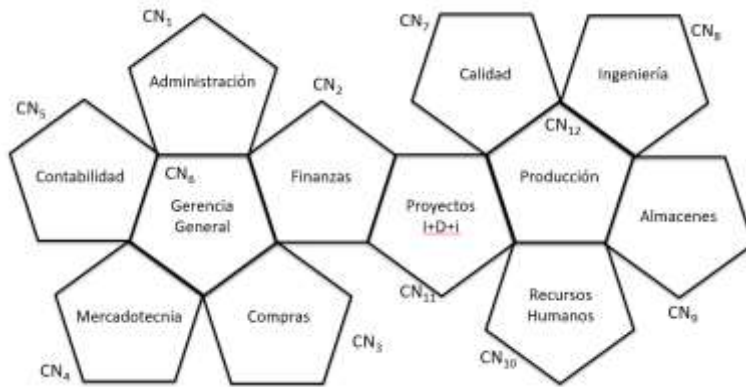 CN1
Administración
CN2
CN5
Contabilidad
CN6
Gerencia
General
Finanzas
Mercadotecnia
CN4
Compras
CN3
CN7
Calidad
CN8
Ingeniería
CN12
Producción
Proyectos
I+D+i
CN11
Almacenes
CN9
Recursos
Humanos
CN10